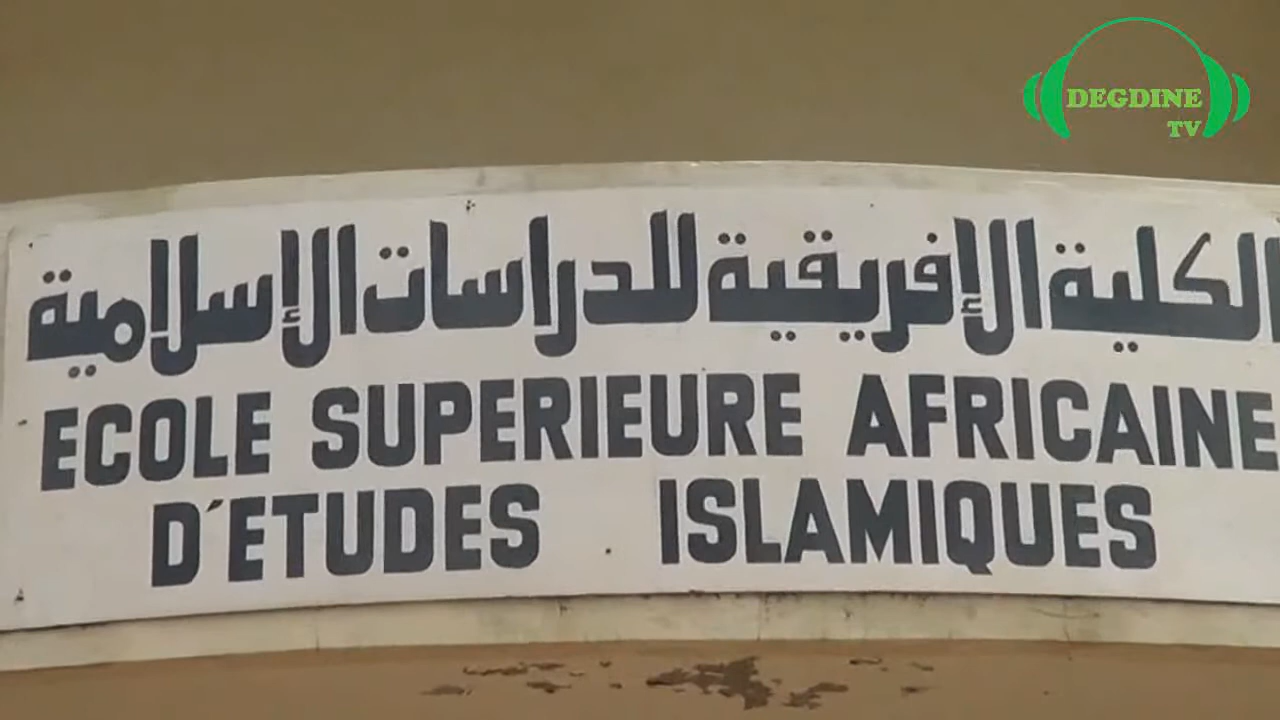 DEGDINE
TV
الكلية الإفريقية للدراسات الإسلامية
ECOLE SUPERIEURE AFRICAINE
D'ETUDES ISLAMIQUES